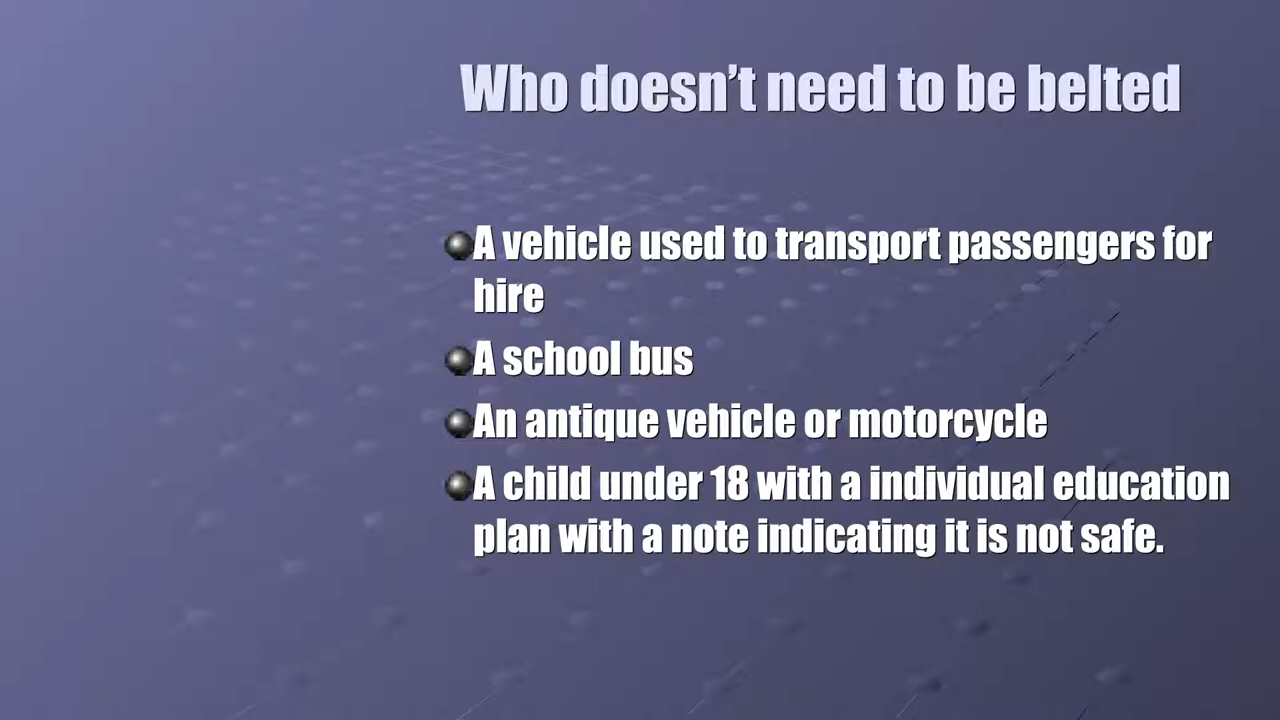 Who doesn’t need to be belted
A vehicle used to transport passengers for
hire
A school bus
An antique vehicle or motorcycle
A child under 18 with a individual education
plan with a note indicating it is not safe.